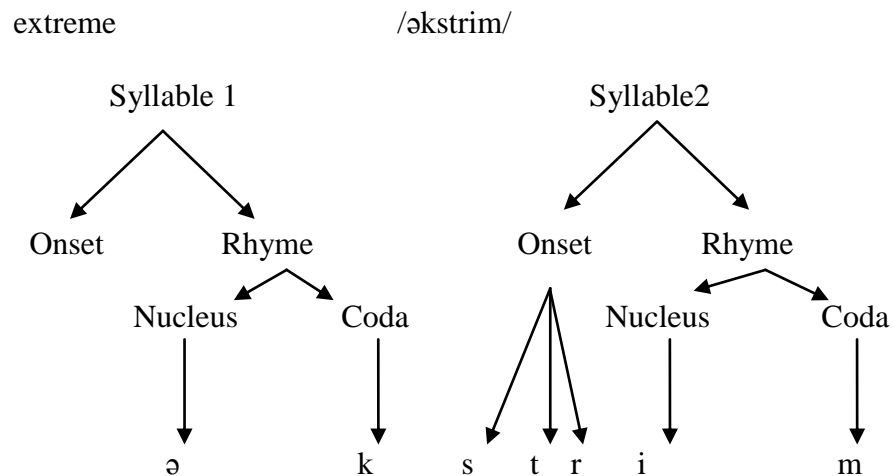 extreme /əkstrim/
Syllable 1 Syllable2
Onset Rhyme Onset Rhyme
Nucleus Coda Nucleus Coda
ə k s t r i m